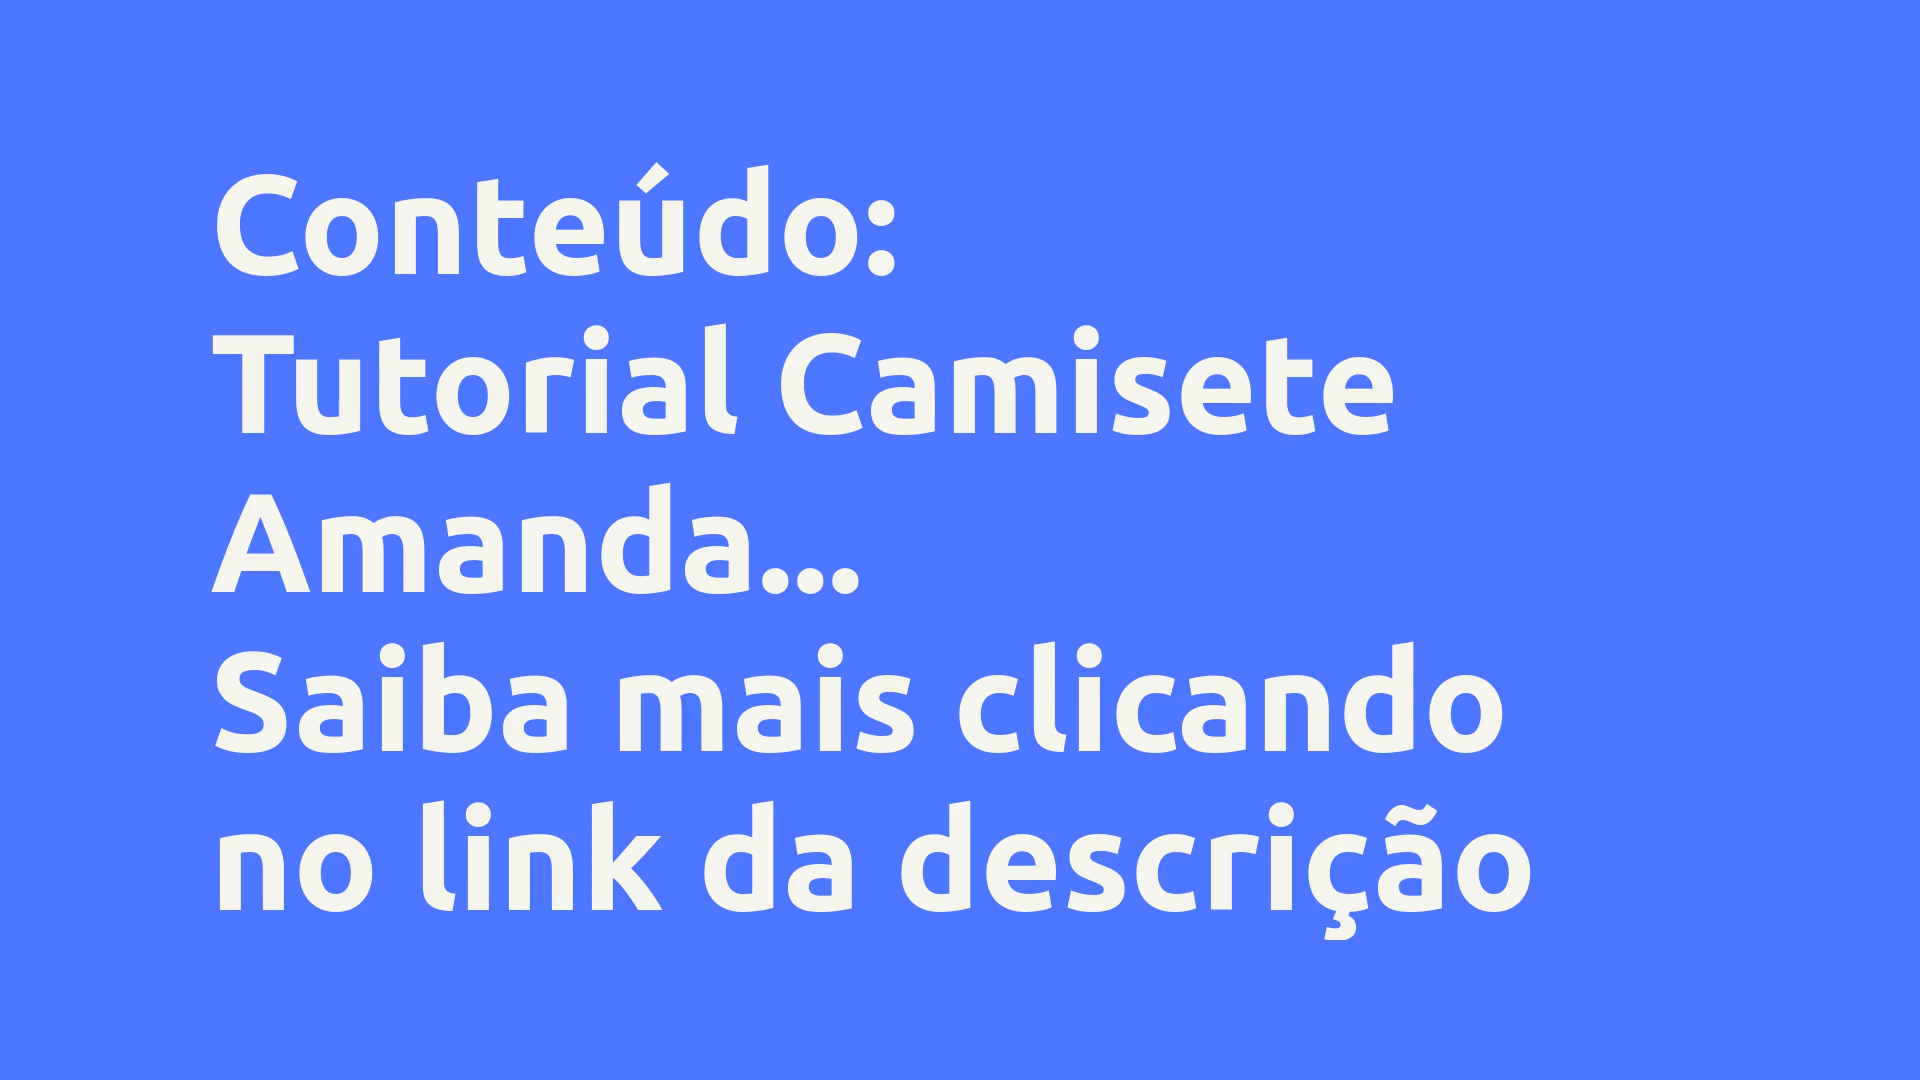 Conteúdo:
Tutorial Camisete
Amanda...
Saiba mais clicando
no link da descrição